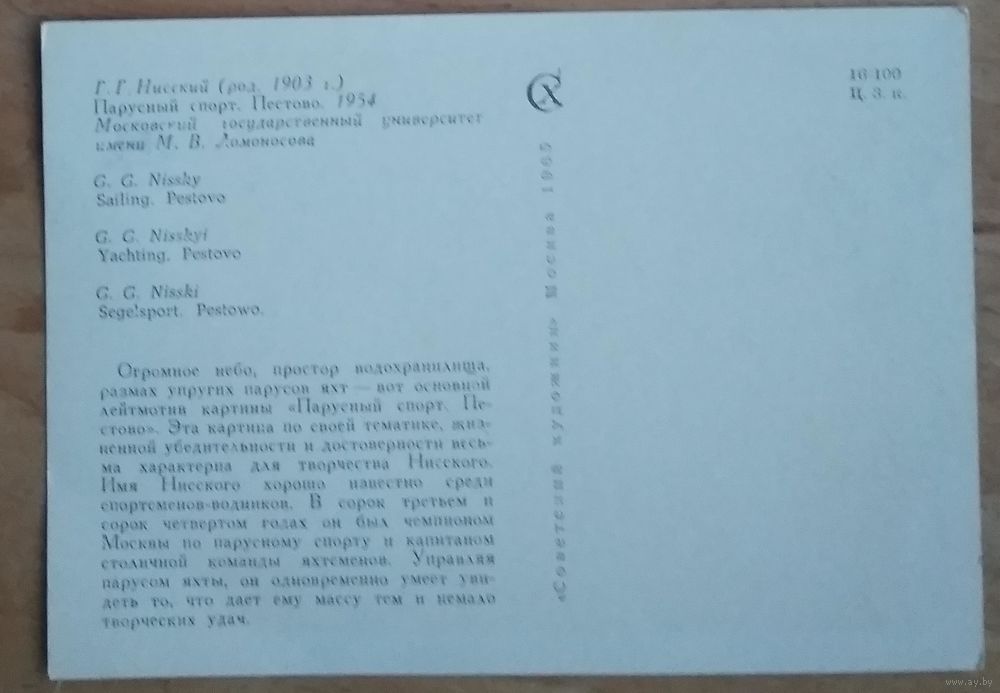 Г. Г. Нисский (род. 1903 г.)
Парусный спорт. Пестово. 1954
Московский государственный университет
имени М. В. Ломоносова
G. G. Nissky
Sailing. Pestovo
G. G. Nisskyi
Yachting. Pestovo
G. G. Nisski
Segelsport. Pestowo.
Огромное небо, простор водохранилища,
размах упругих парусов яхт — вот основной
лейтмотив картины «Парусный спорт. Пе-
стово». Эта картина по своей тематике, жиз-
ненной убедительности и достоверности весь-
ма характерна для творчества Нисского.
Имя Нисского хорошо известно среди
спортсменов-водников. В сорок третьем и
сорок четвертом годах он был чемпионом
Москвы по парусному спорту и капитаном
столичной команды яхтсменов. Управляя
парусом яхты, он одновременно умеет уви-
деть то, что дает ему массу тем и немало
творческих удач.
СХ
«Советский художник» Москва 1965
16-100
Ц. 3 к.
www.ay.by